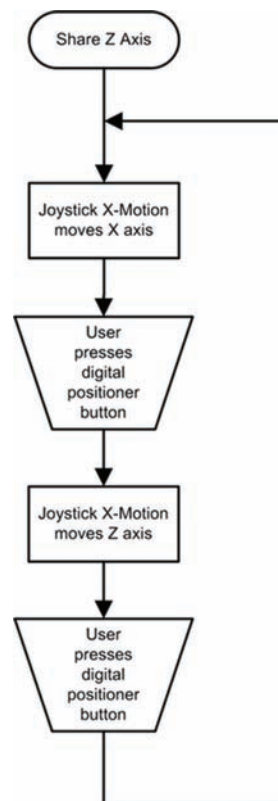 Share Z Axis
Joystick X-Motion
moves X axis
User
presses
digital
positioner
button
Joystick X-Motion
moves Z axis
User
presses
digital
positioner
button